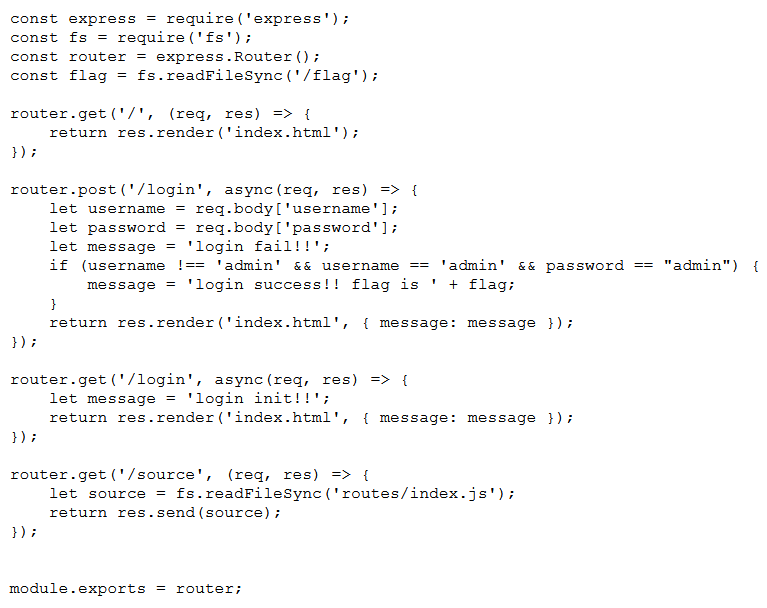 const express = require('express');
const fs = require('fs');
const router = express.Router();
const flag = fs.readFileSync('/flag');

router.get('/', (req, res) => {
    return res.render('index.html');
});

router.post('/login', async(req, res) => {
    let username = req.body['username'];
    let password = req.body['password'];
    let message = 'login fail!!';
    if (username !== 'admin' && username == 'admin' && password == "admin") {
        message = 'login success!! flag is ' + flag;
    }
    return res.render('index.html', { message: message });
});

router.get('/login', async(req, res) => {
    let message = 'login init!!';
    return res.render('index.html', { message: message });
});

router.get('/source', (req, res) => {
    let source = fs.readFileSync('routes/index.js');
    return res.send(source);
});


module.exports = router;